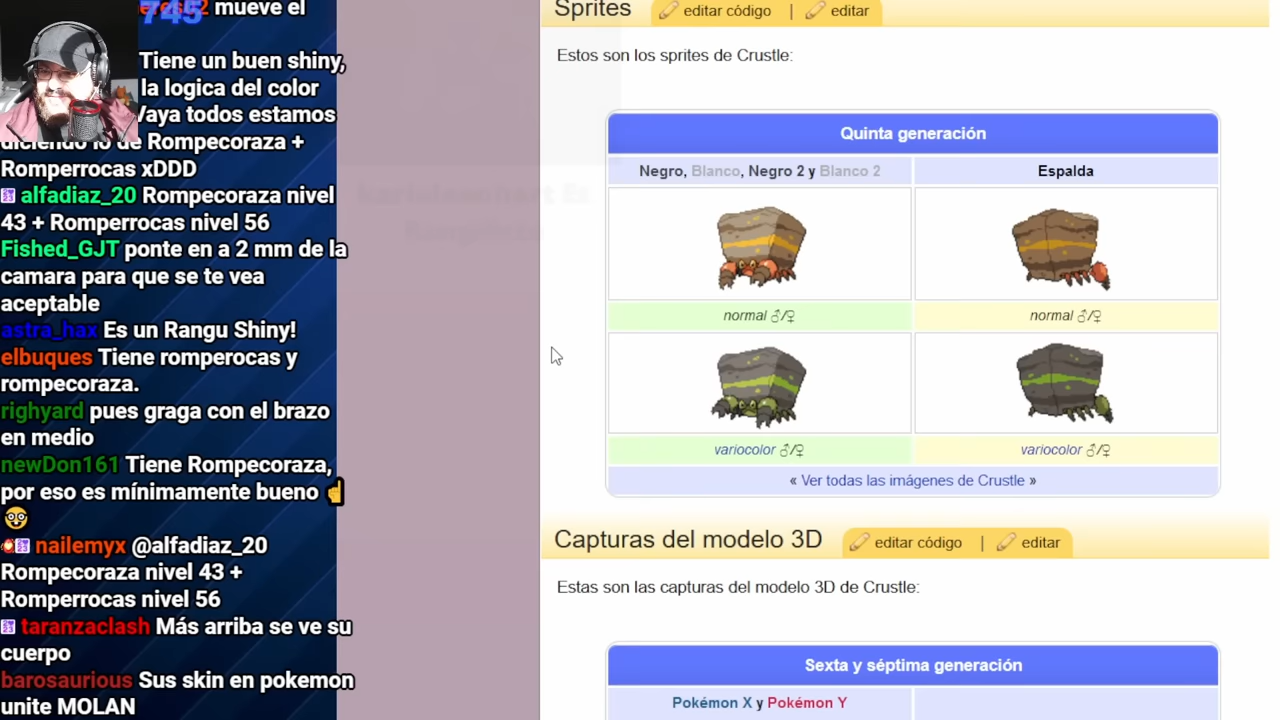 mueve el
745
Tiene un buen shiny,
la logica del color
Vaya todos estamos
diciendo lo de Rompecoraza +
Romperrocas xDDD
alfadiaz_20 Rompecoraza nivel
43 + Romperrocas nivel 56
Fished_GJT ponte en a 2 mm de la
camara para que se te vea
aceptable
astra_hax Es un Rangu Shiny!
elbuques Tiene romperocas y
rompecoraza.
righyard pues graga con el brazo
en medio
newDon161 Tiene Rompecoraza,
por eso es mínimamente bueno ☝️
🤓
nailemyx @alfadiaz_20
Rompecoraza nivel 43 +
Romperrocas nivel 56
taranzaclash Más arriba se ve su
cuerpo
barosaurious Sus skin en pokemon
unite MOLAN
Sprites editar código | editar
Estos son los sprites de Crustle:
Quinta generación
Negro, Blanco, Negro 2 y Blanco 2
Espalda
normal ♂/♀
normal ♂/♀
variocolor ♂/♀
variocolor ♂/♀
« Ver todas las imágenes de Crustle »
Capturas del modelo 3D editar código | editar
Estas son las capturas del modelo 3D de Crustle:
Sexta y séptima generación
Pokémon X y Pokémon Y